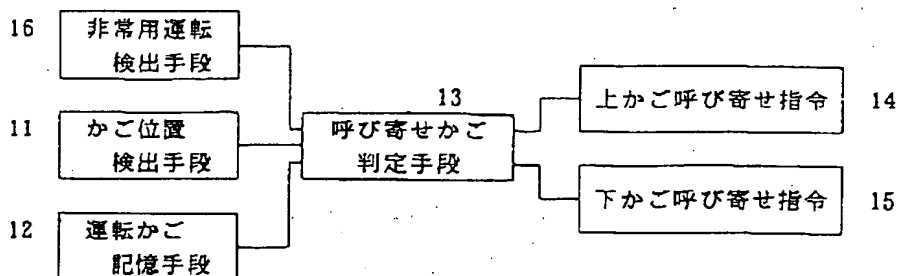 16
非常用運転
検出手段
11
かご位置
検出手段
12
運転かご
記憶手段
13
呼び寄せかご
判定手段
上かご呼び寄せ指令
14
下かご呼び寄せ指令
15